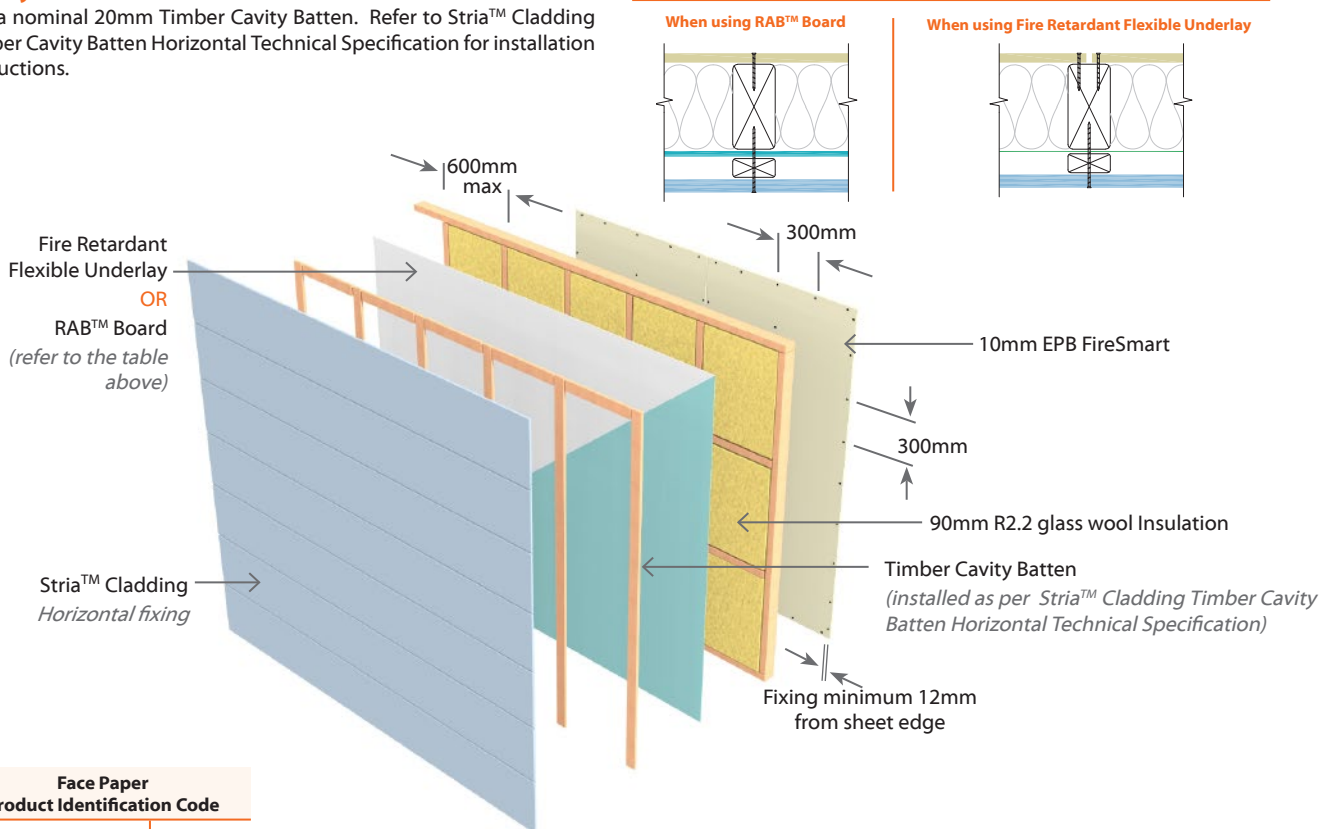 a nominal 20mm Timber Cavity Batten. Refer to Stria™ Cladding
Cavity Batten Horizontal Technical Specification for installation
When using RAB™ Board
When using Fire Retardant Flexible Underlay
600mm
max
300mm
Fire Retardant
Flexible Underlay
OR
RAB™ Board
(refer to the table
above)
10mm EPB FireSmart
300mm
90mm R2.2 glass wool Insulation
Timber Cavity Batten
(installed as per Stria™ Cladding Timber Cavity
Batten Horizontal Technical Specification)
Stria™ Cladding
Horizontal fixing
Fixing minimum 12mm
from sheet edge
Face Paper
Product Identification Code